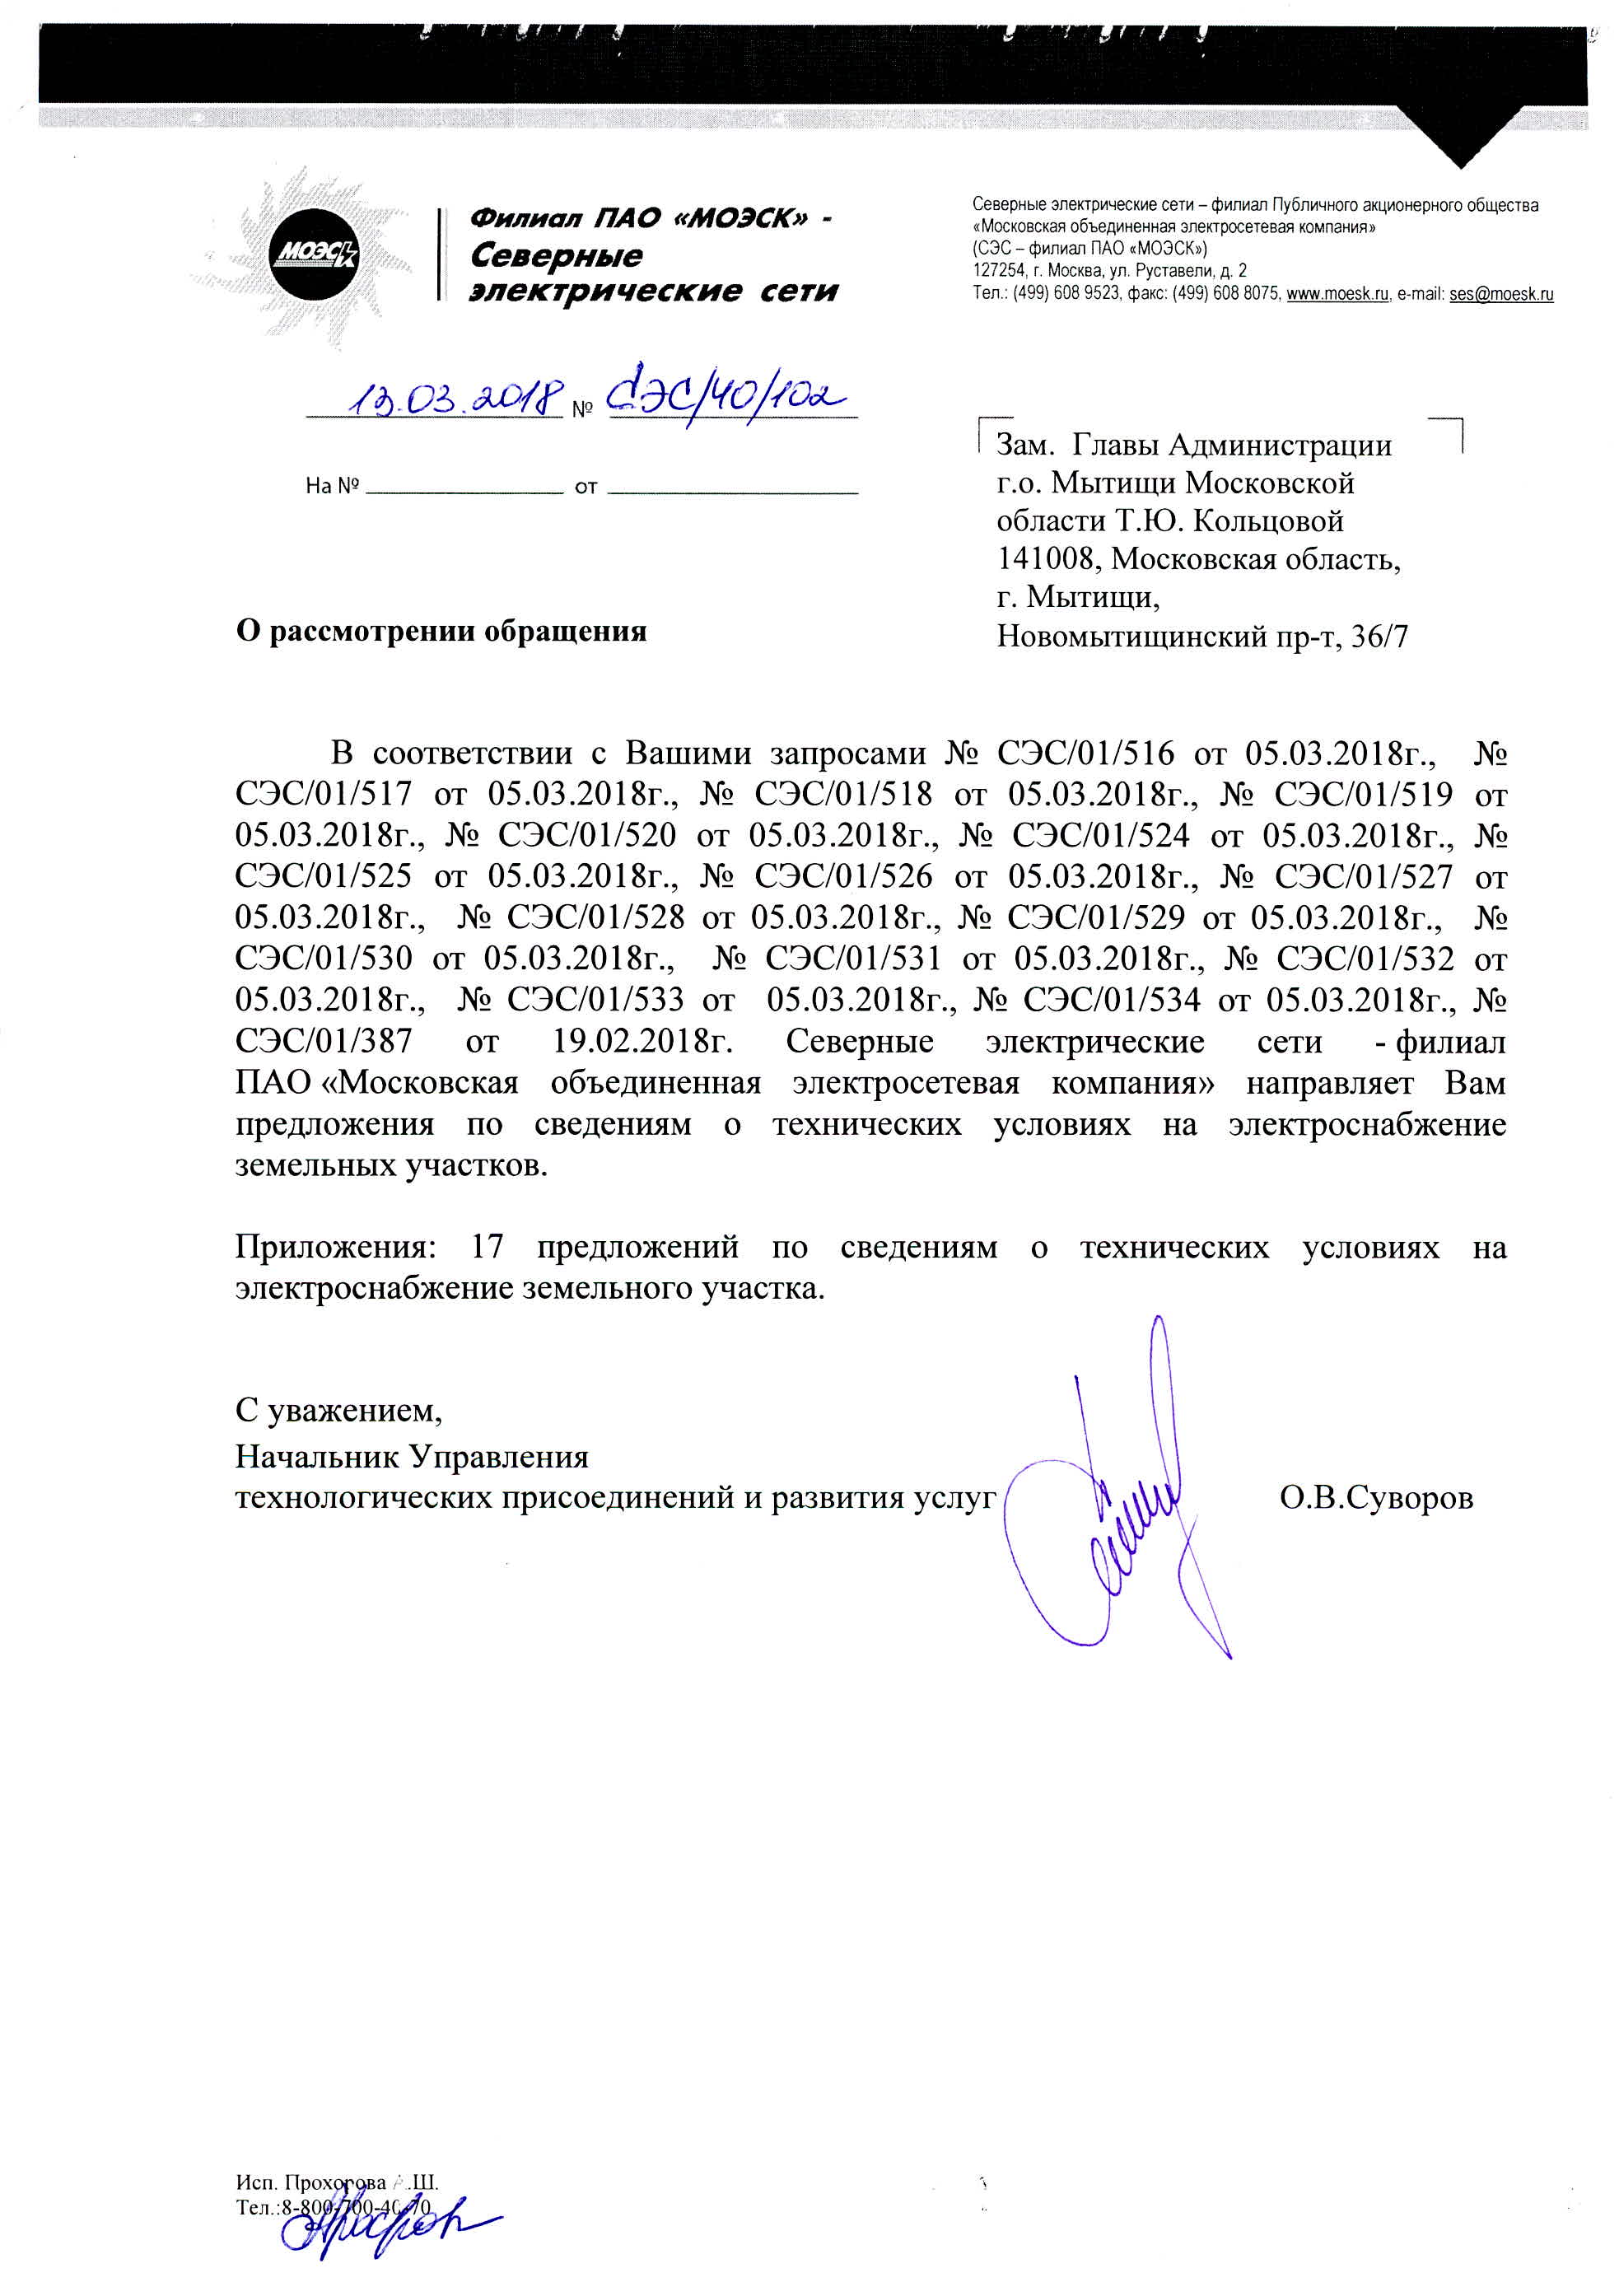 МОЭСК
Филиал ПАО «МОЭСК» -
Северные
электрические сети
Северные электрические сети – филиал Публичного акционерного общества
«Московская объединенная электросетевая компания»
(СЭС – филиал ПАО «МОЭСК»)
127254, г. Москва, ул. Руставели, д. 2
Тел.: (499) 608 9523, факс: (499) 608 8075, www.moesk.ru, e-mail: ses@moesk.ru
13.03.2018 № СЭС/40/102
На № от
Зам. Главы Администрации
г.о. Мытищи Московской
области Т.Ю. Кольцовой
141008, Московская область,
г. Мытищи,
Новомытищинский пр-т, 36/7
О рассмотрении обращения
В соответствии с Вашими запросами № СЭС/01/516 от 05.03.2018г., №
СЭС/01/517 от 05.03.2018г., № СЭС/01/518 от 05.03.2018г., № СЭС/01/519 от
05.03.2018г., № СЭС/01/520 от 05.03.2018г., № СЭС/01/524 от 05.03.2018г., №
СЭС/01/525 от 05.03.2018г., № СЭС/01/526 от 05.03.2018г., № СЭС/01/527 от
05.03.2018г., № СЭС/01/528 от 05.03.2018г., № СЭС/01/529 от 05.03.2018г., №
СЭС/01/530 от 05.03.2018г., № СЭС/01/531 от 05.03.2018г., № СЭС/01/532 от
05.03.2018г., № СЭС/01/533 от 05.03.2018г., № СЭС/01/534 от 05.03.2018г., №
СЭС/01/387 от 19.02.2018г. Северные электрические сети - филиал
ПАО «Московская объединенная электросетевая компания» направляет Вам
предложения по сведениям о технических условиях на электроснабжение
земельных участков.
Приложения: 17 предложений по сведениям о технических условиях на
электроснабжение земельного участка.
С уважением,
Начальник Управления
технологических присоединений и развития услуг О.В.Суворов
Исп. Прохорова .Ш.
Тел.:8-800-700-40-70